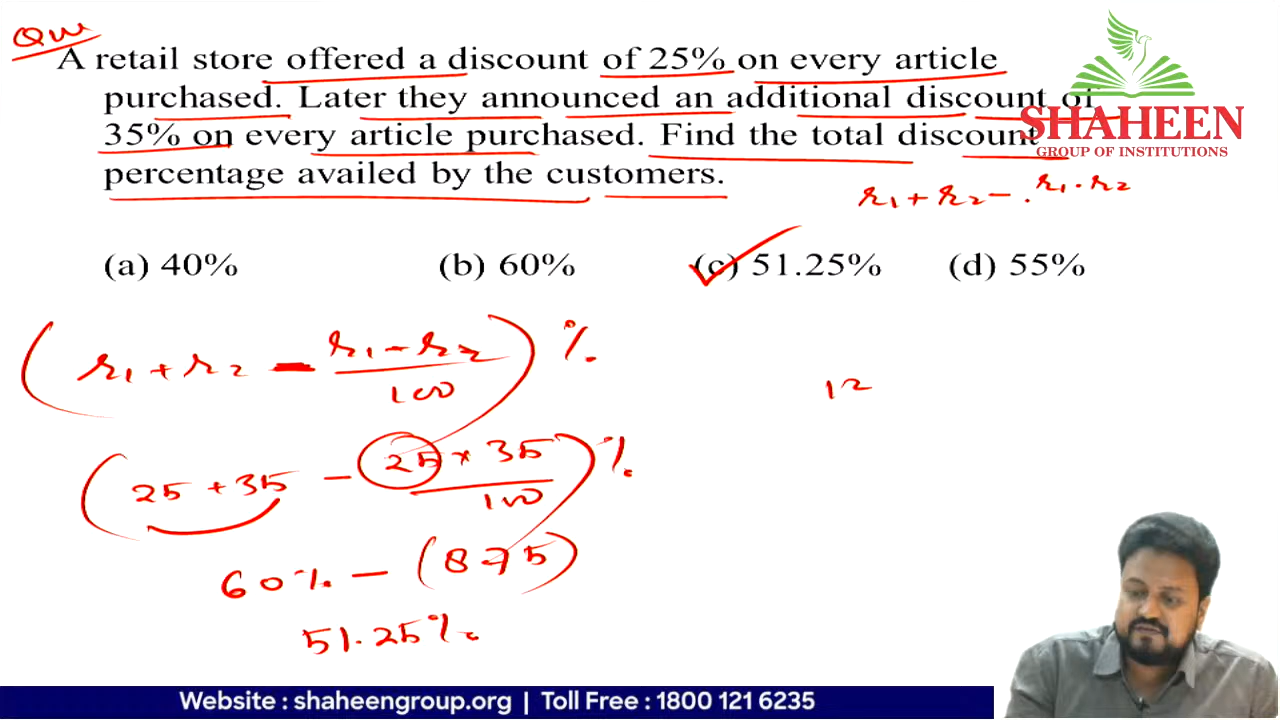 QW
A retail store offered a discount of 25% on every article
purchased. Later they announced an additional discount of
35% on every article purchased. Find the total discount
percentage availed by the customers.
SHAHEEN
GROUP OF INSTITUTIONS
r₁ + r₂ - r₁ · r₂
(a) 40% (b) 60% (c) 51.25% (d) 55%
( r₁ + r₂ - r₁ - r₂ / 100 ) %
12
( 25 + 35 - 25 × 35 / 100 ) %
60% - (875)
51.25%
Website : shaheengroup.org | Toll Free : 1800 121 6235